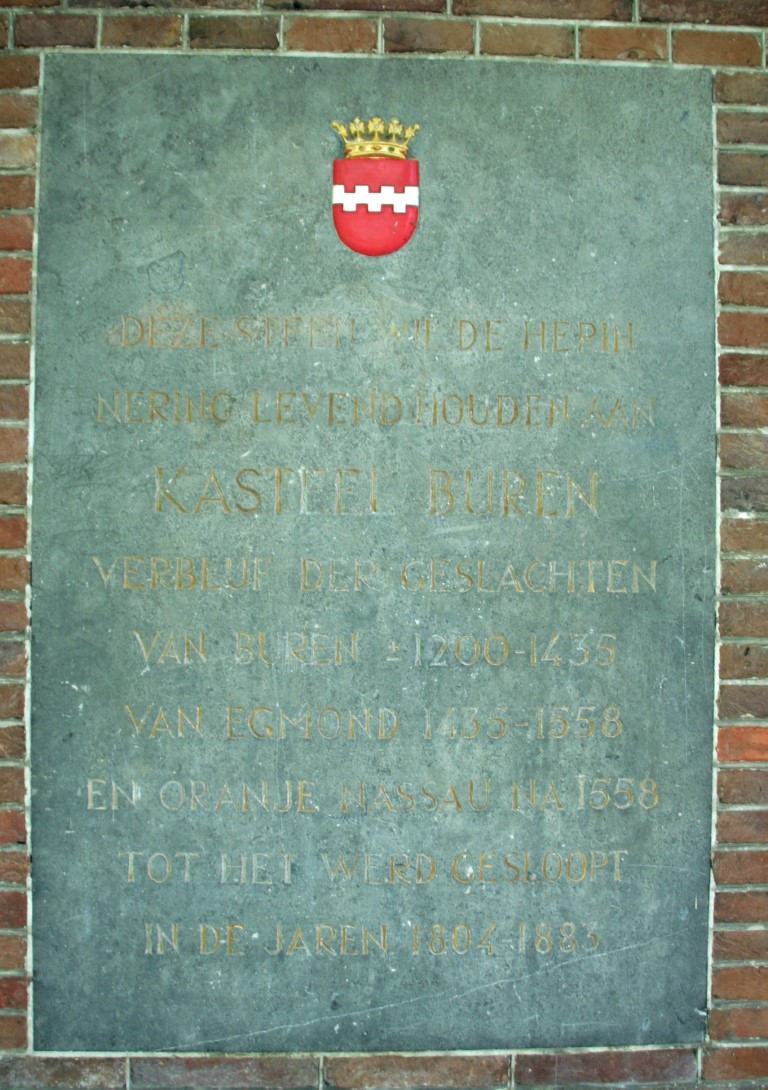 DEZE STEEN WIL DE HERIN
NERING LEVEND HOUDEN AAN
KASTEEL BUREN
VERBLIJF DER GESLACHTEN
VAN BUREN ±1200-1435
VAN EGMOND 1435-1558
EN ORANJE NASSAU NA 1558
TOT HET WERD GESLOOPT
IN DE JAREN 1804-1883